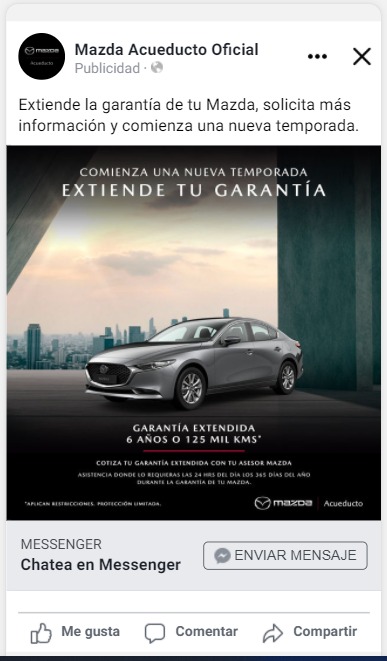 mazda
Acueducto
Mazda Acueducto Oficial
Publicidad ·
Extiende la garantía de tu Mazda, solicita más
información y comienza una nueva temporada.
COMIENZA UNA NUEVA TEMPORADA
EXTIENDE TU GARANTÍA
GARANTÍA EXTENDIDA
6 AÑOS O 125 MIL KMS*
COTIZA TU GARANTÍA EXTENDIDA CON TU ASESOR MAZDA
ASISTENCIA DONDE LO REQUIERAS LAS 24 HRS DEL DÍA LOS 365 DÍAS DEL AÑO
DURANTE LA GARANTÍA DE TU MAZDA.
*APLICAN RESTRICCIONES. PROTECCIÓN LIMITADA.
mazda | Acueducto
MESSENGER
Chatea en Messenger
ENVIAR MENSAJE
Me gusta
Comentar
Compartir